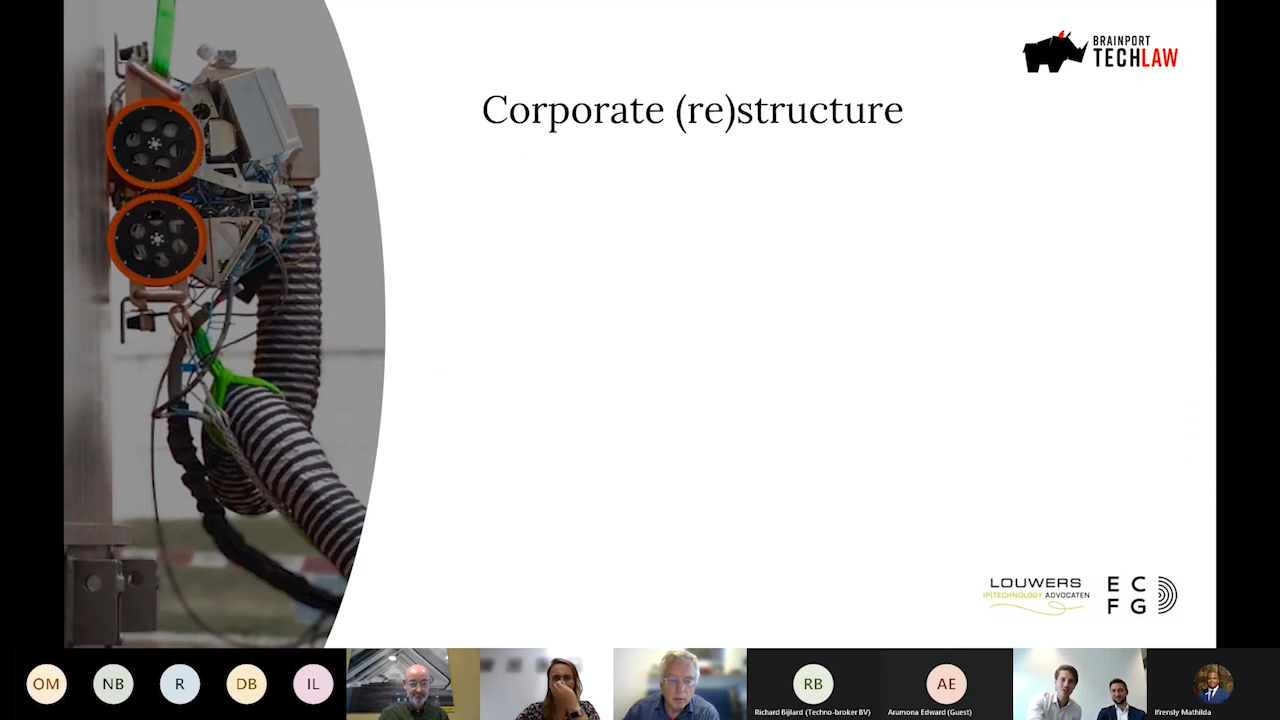 BRAINPORT
TECHLAW
Corporate (re)structure
LOUWERS
IP|TECHNOLOGY ADVOCATEN
E C
F G
OM
NB
R
DB
IL
RB
Richard Bijlard (Techno-broker BV)
AE
Arumona Edward (Guest)
Ifrensly Mathilda